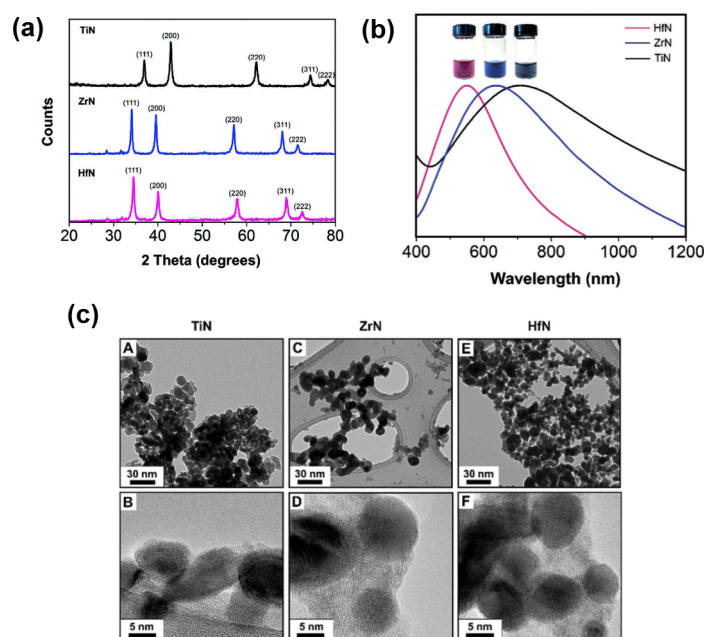 (a)
TiN
(111)
(200)
(220)
(311)
(222)
ZrN
(111)
(200)
(220)
(311)
(222)
HfN
(111)
(200)
(220)
(311)
(222)
Counts
20 30 40 50 60 70 80
2 Theta (degrees)
(b)
HfN
ZrN
TiN
400 600 800 1000 1200
Wavelength (nm)
(c)
TiN ZrN HfN
A
30 nm
C
30 nm
E
30 nm
B
5 nm
D
5 nm
F
5 nm